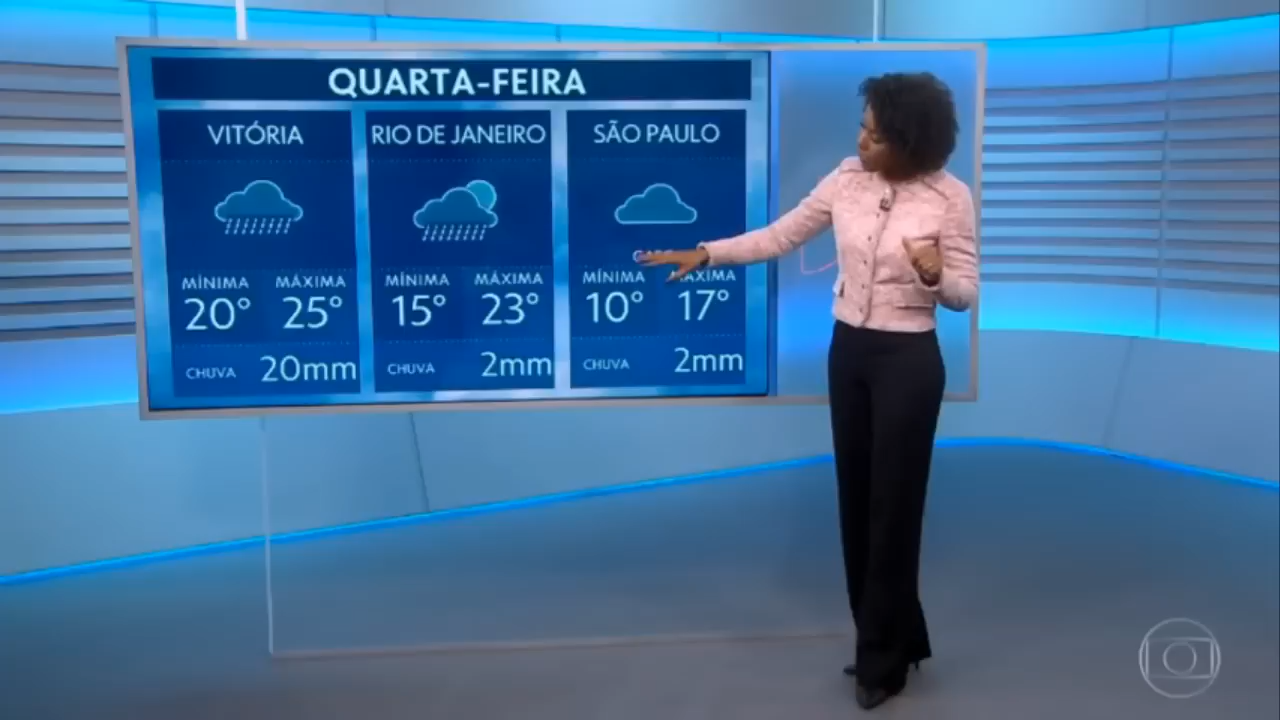 QUARTA-FEIRA
VITÓRIA
MÍNIMA MÁXIMA
20° 25°
CHUVA 20mm
RIO DE JANEIRO
MÍNIMA MÁXIMA
15° 23°
CHUVA 2mm
SÃO PAULO
MÍNIMA MÁXIMA
10° 17°
CHUVA 2mm